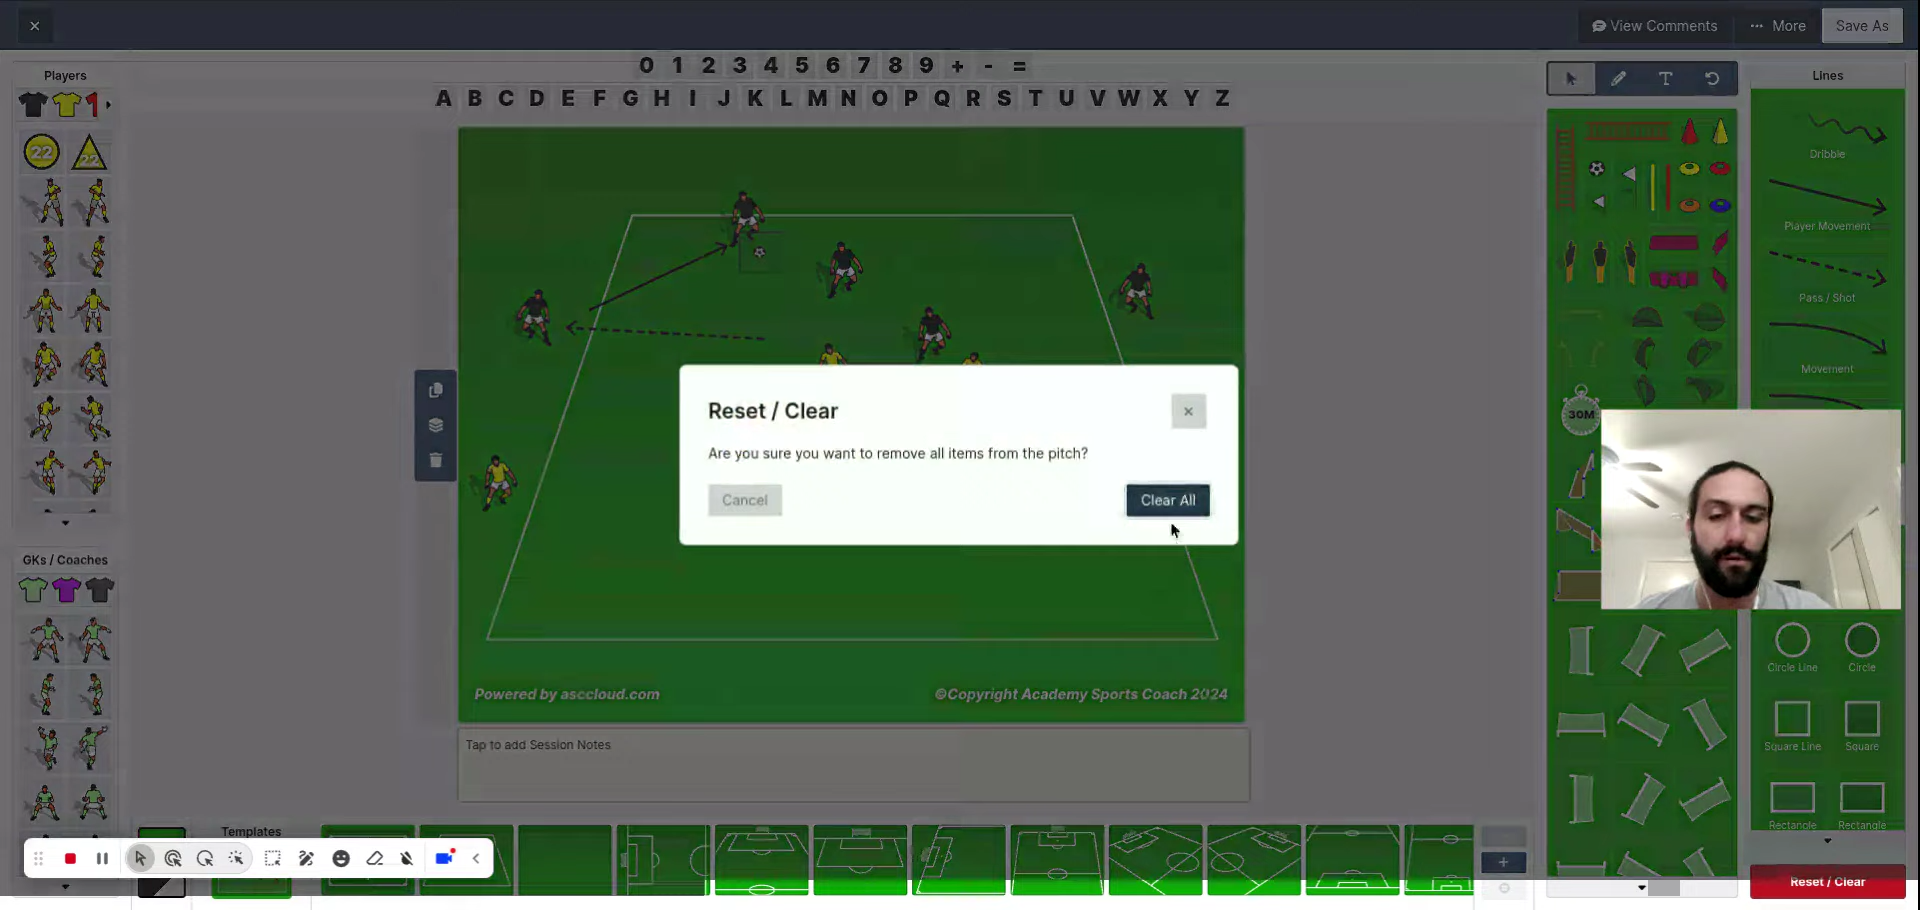 View Comments
More
Save As
Players
0 1 2 3 4 5 6 7 8 9 + - =
A B C D E F G H I J K L M N O P Q R S T U V W X Y Z
T
Lines
1
22
22
Dribble
Player Movement
Pass / Shot
Movement
30M
Reset / Clear
Are you sure you want to remove all items from the pitch?
Cancel
Clear All
GKs / Coaches
Circle Line
Circle
Square Line
Square
Rectangle
Rectangle
Powered by asccloud.com
©Copyright Academy Sports Coach 2024
Tap to add Session Notes
Templates
Reset / Clear